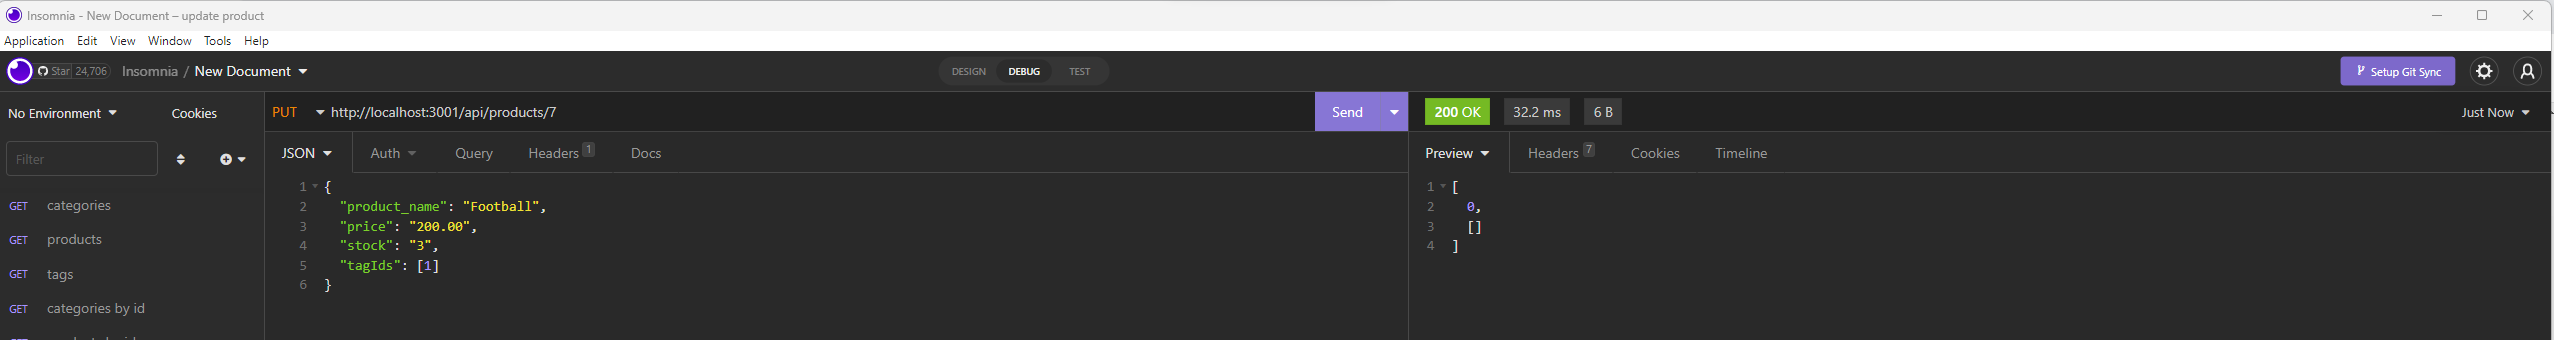 Insomnia - New Document – update product
Application Edit View Window Tools Help
Star 24,706 Insomnia / New Document DESIGN DEBUG TEST Setup Git Sync
No Environment Cookies PUT http://localhost:3001/api/products/7 Send 200 OK 32.2 ms 6 B Just Now
Filter JSON Auth Query Headers 1 Docs Preview Headers 7 Cookies Timeline
GET categories
GET products
GET tags
GET categories by id
1 {
2 "product_name": "Football",
3 "price": "200.00",
4 "stock": "3",
5 "tagIds": [1]
6 }
1 [
2 0,
3 []
4 ]